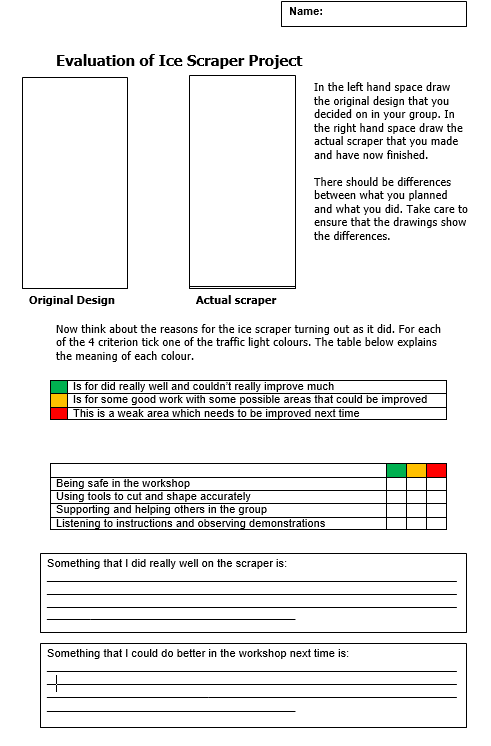 Name:
Evaluation of Ice Scraper Project
In the left hand space draw
the original design that you
decided on in your group. In
the right hand space draw the
actual scraper that you made
and have now finished.
There should be differences
between what you planned
and what you did. Take care to
ensure that the drawings show
the differences.
Original Design
Actual scraper
Now think about the reasons for the ice scraper turning out as it did. For each
of the 4 criterion tick one of the traffic light colours. The table below explains
the meaning of each colour.
Is for did really well and couldn't really improve much
Is for some good work with some possible areas that could be improved
This is a weak area which needs to be improved next time
Being safe in the workshop
Using tools to cut and shape accurately
Supporting and helping others in the group
Listening to instructions and observing demonstrations
Something that I did really well on the scraper is:
Something that I could do better in the workshop next time is: